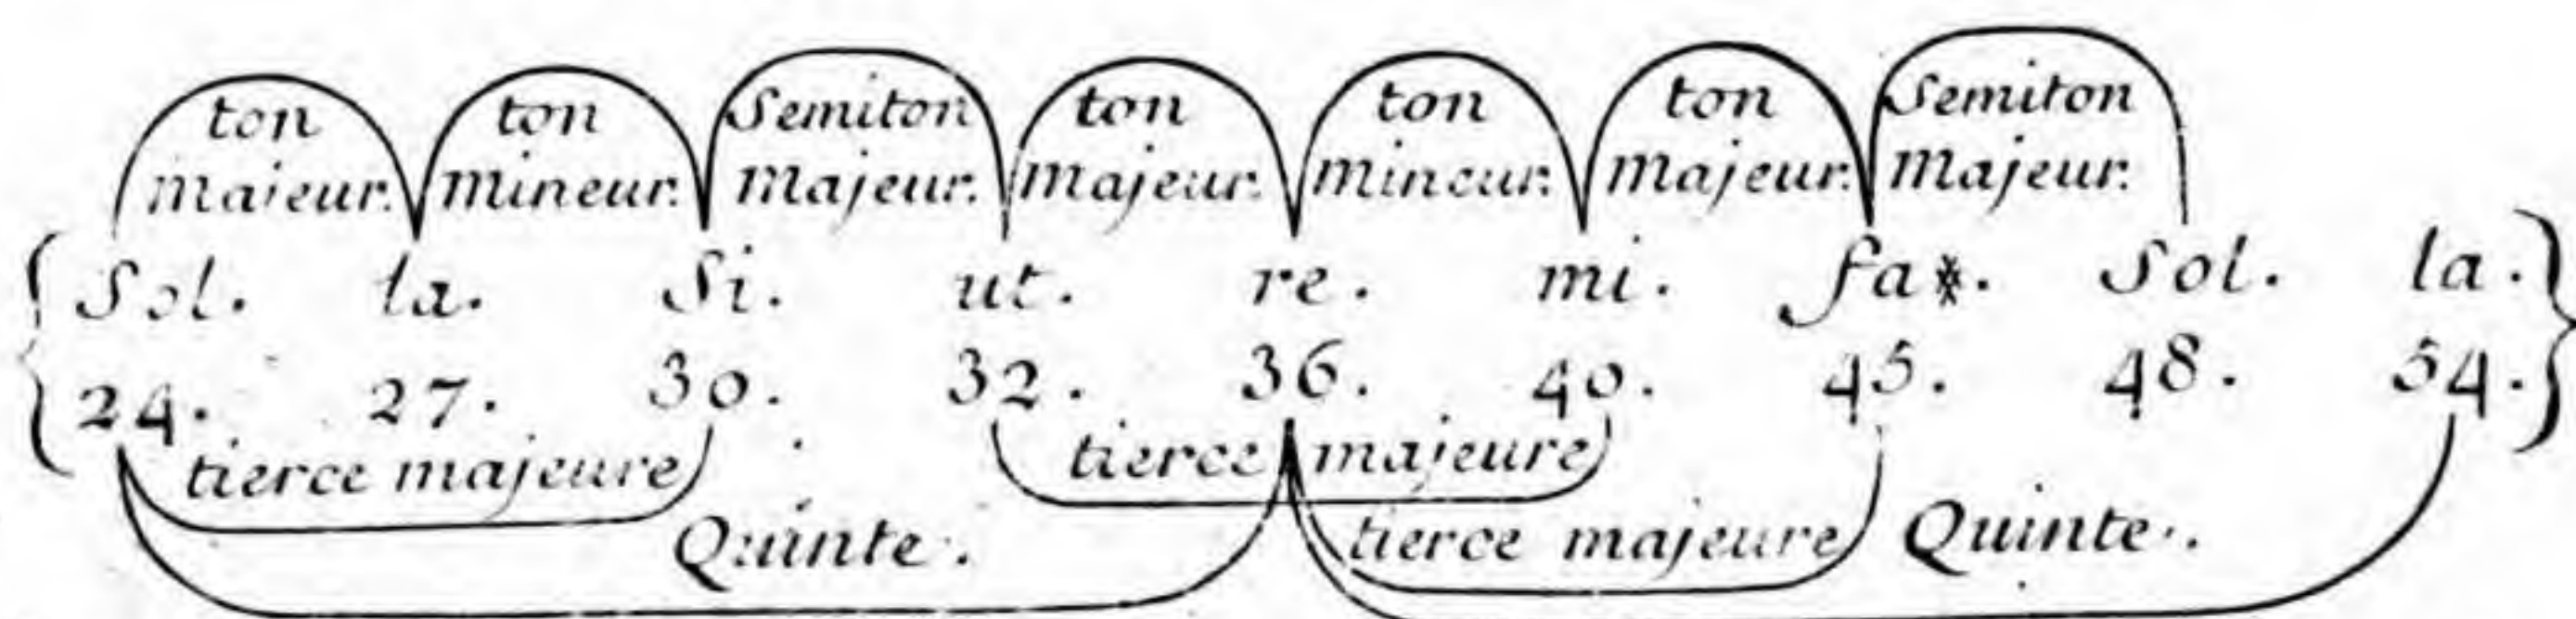 ton ton Semiton ton ton ton Semiton
majeur. mineur. majeur. majeur. mineur. majeur. Majeur.
Sol. la. Si. ut. re. mi. fa⁎. Sol. la.
24. 27. 30. 32. 36. 40. 45. 48. 54.
tierce majeure tierce majeure
Quinte. tierce majeure Quinte.